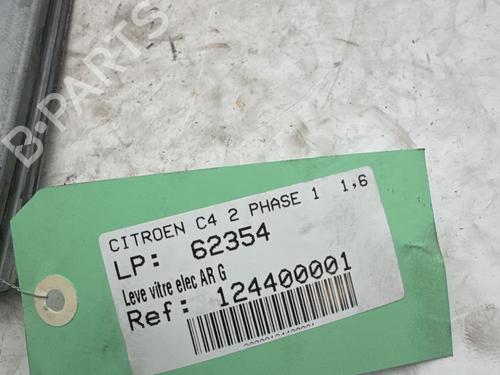 B-PARTS
CITROEN C4 2 PHASE 1 1,6
LP: 62354
Leve vitre elec AR G
Ref: 124400001